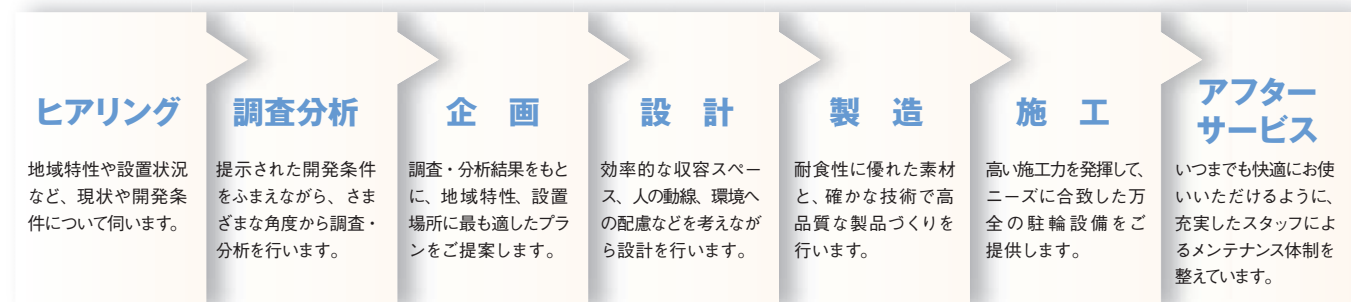 ヒアリング
地域特性や設置状況
など、現状や開発条
件について伺います。
調査分析
提示された開発条件
をふまえながら、さま
ざまな角度から調査・
分析を行います。
企　画
調査・分析結果をもと
に、地域特性、設置
場所に最も適したプラ
ンをご提案します。
設　計
効率的な収容スペー
ス、人の動線、環境へ
の配慮などを考えなが
ら設計を行います。
製　造
耐食性に優れた素材
と、確かな技術で高
品質な製品づくりを
行います。
施　工
高い施工力を発揮して、
ニーズに合致した万
全の駐輪設備をご
提供します。
アフター
サービス
いつまでも快適にお使
いいただけるように、
充実したスタッフによ
るメンテナンス体制を
整えています。